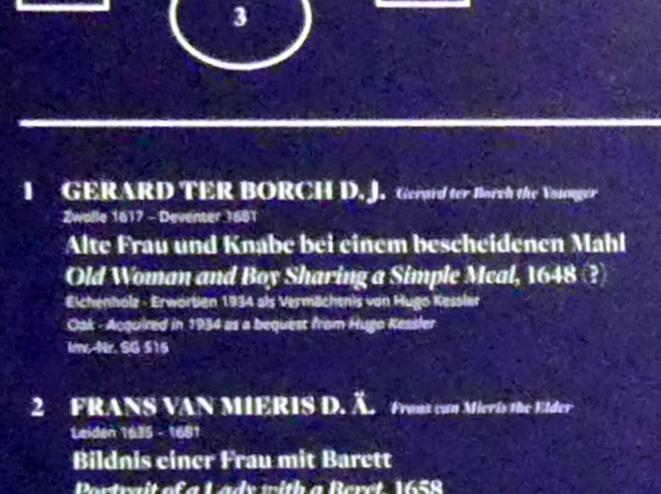 3
1 GERARD TER BORCH D.J. Gerard ter Borch the Younger
Zwolle 1617 – Deventer 1681
Alte Frau und Knabe bei einem bescheidenen Mahl
Old Woman and Boy Sharing a Simple Meal, 1648 (?)
Eichenholz · Erworben 1934 als Vermächtnis von Hugo Kessler
Oak · Acquired in 1934 as a bequest from Hugo Kessler
Inv.-Nr. SG 516
2 FRANS VAN MIERIS D. Ä. Frans van Mieris the Elder
Leiden 1635 – 1681
Bildnis einer Frau mit Barett
Portrait of a Lady with a Beret, 1658